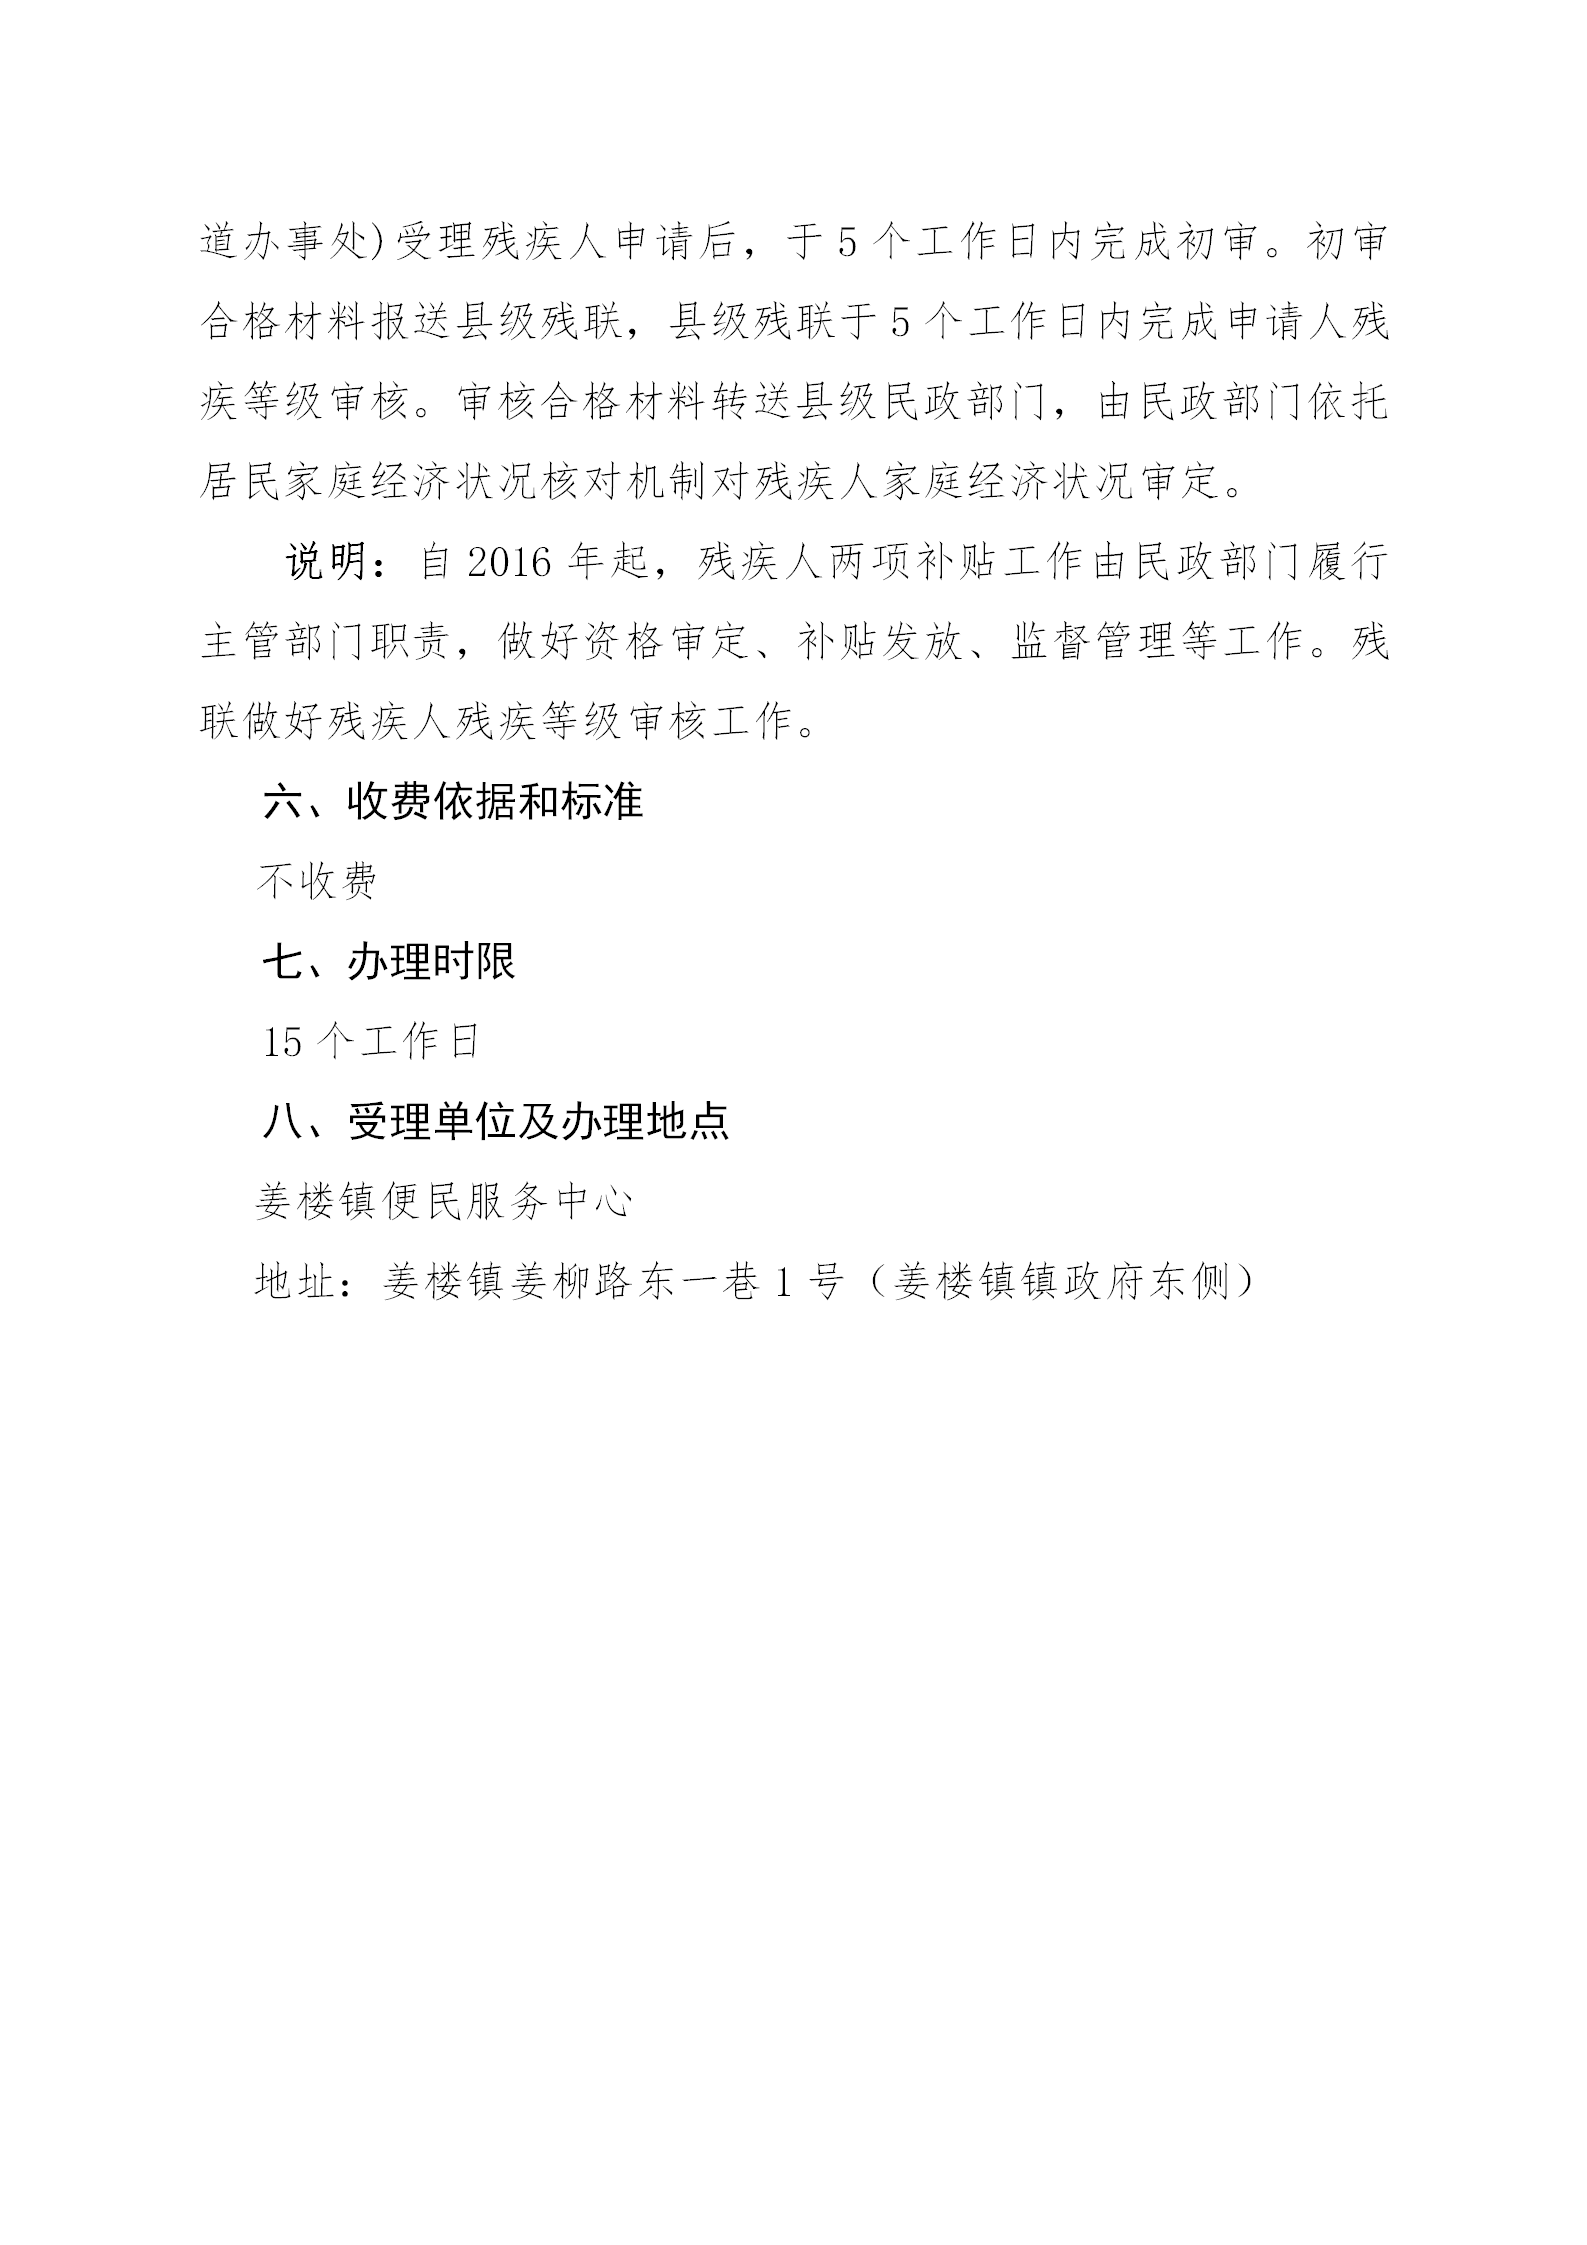 道办事处)受理残疾人申请后，于 5 个工作日内完成初审。初审
合格材料报送县级残联，县级残联于 5 个工作日内完成申请人残
疾等级审核。审核合格材料转送县级民政部门，由民政部门依托
居民家庭经济状况核对机制对残疾人家庭经济状况审定。
说明：自 2016 年起，残疾人两项补贴工作由民政部门履行
主管部门职责，做好资格审定、补贴发放、监督管理等工作。残
联做好残疾人残疾等级审核工作。
六、收费依据和标准
不收费
七、办理时限
15 个工作日
八、受理单位及办理地点
姜楼镇便民服务中心
地址：姜楼镇姜柳路东一巷 1 号（姜楼镇镇政府东侧）